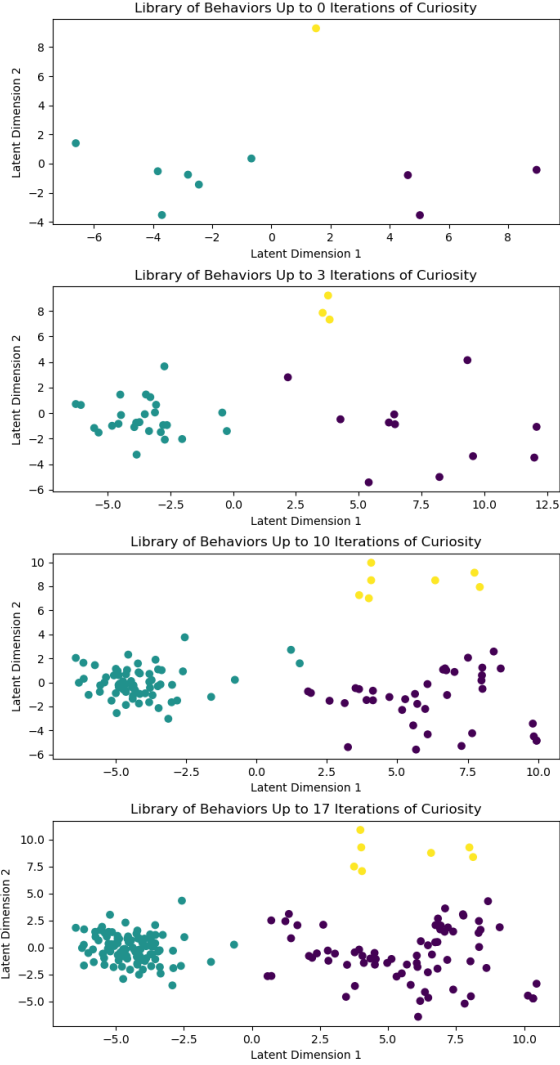 Library of Behaviors Up to 0 Iterations of Curiosity
Latent Dimension 2
8
6
4
2
0
−2
−4
−6 −4 −2 0 2 4 6 8
Latent Dimension 1
Library of Behaviors Up to 3 Iterations of Curiosity
Latent Dimension 2
8
6
4
2
0
−2
−4
−6
−5.0 −2.5 0.0 2.5 5.0 7.5 10.0 12.5
Latent Dimension 1
Library of Behaviors Up to 10 Iterations of Curiosity
Latent Dimension 2
10
8
6
4
2
0
−2
−4
−6
−5.0 −2.5 0.0 2.5 5.0 7.5 10.0
Latent Dimension 1
Library of Behaviors Up to 17 Iterations of Curiosity
Latent Dimension 2
10.0
7.5
5.0
2.5
0.0
−2.5
−5.0
−5.0 −2.5 0.0 2.5 5.0 7.5 10.0
Latent Dimension 1